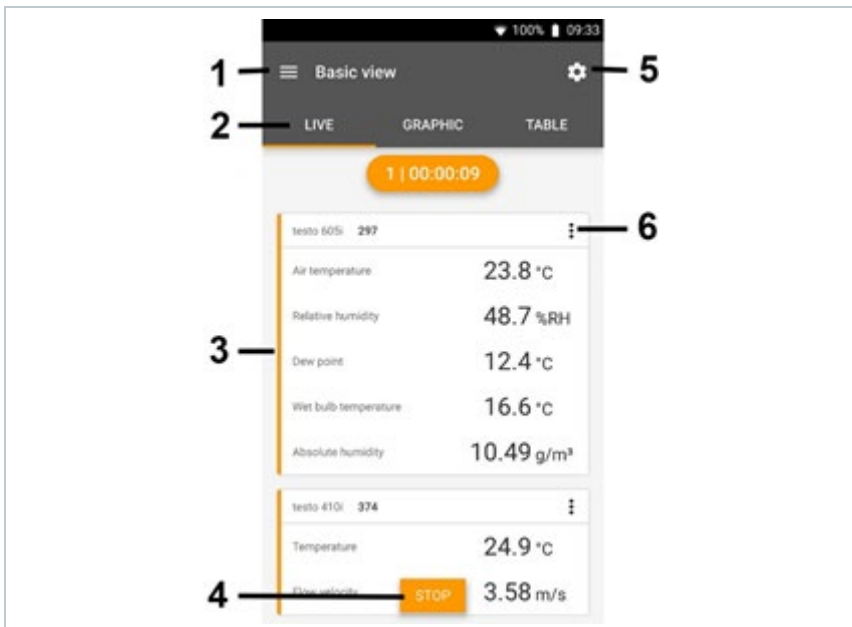 100% 09:33
1 Basic view 5
2 LIVE GRAPHIC TABLE
1 | 00:00:09
testo 605i 297 6
Air temperature 23.8 °C
Relative humidity 48.7 %RH
3 Dew point 12.4 °C
Wet bulb temperature 16.6 °C
Absolute humidity 10.49 g/m³
testo 410i 374
Temperature 24.9 °C
4 Flow velocity STOP 3.58 m/s